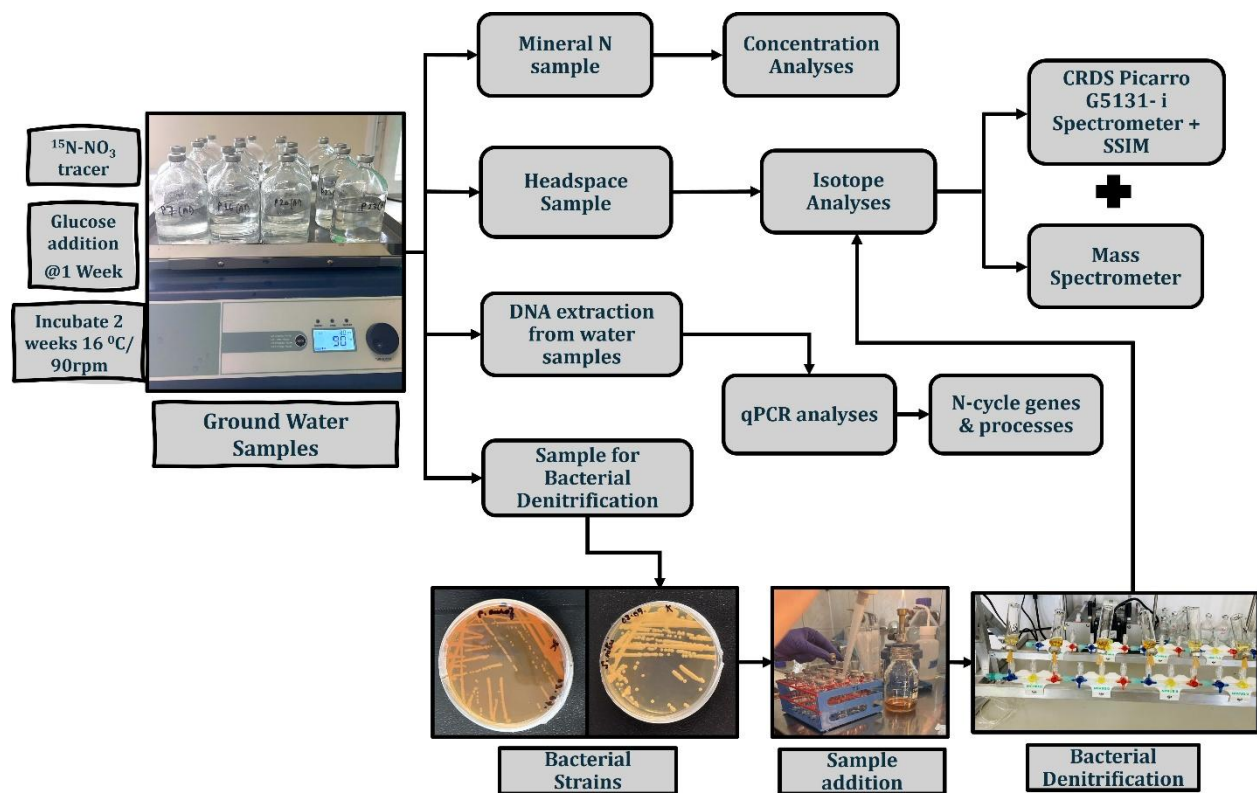 ¹⁵N-NO₃
tracer
Glucose
addition
@1 Week
Incubate 2
weeks 16 ⁰C/
90rpm
Ground Water
Samples
Mineral N
sample
Concentration
Analyses
Headspace
Sample
Isotope
Analyses
CRDS Picarro
G5131- i
Spectrometer +
SSIM
Mass
Spectrometer
DNA extraction
from water
samples
qPCR analyses
N-cycle genes
& processes
Sample for
Bacterial
Denitrification
Bacterial
Strains
Sample
addition
Bacterial
Denitrification
90